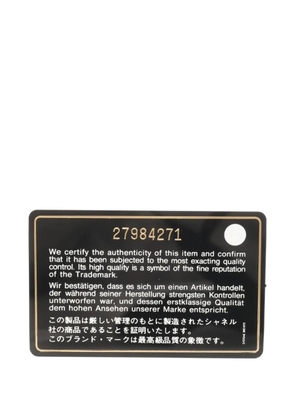 27984271
We certify the authenticity of this item and confirm
that it has been subjected to the most exacting quality
control. Its high quality is a symbol of the fine reputation
of the Trademark.
Wir bestätigen, dass es sich um einen Artikel handelt,
der während seiner Herstellung strengsten Kontrollen
unterworfen war, und dessen erstklassige Qualität
dem hohen Ansehen unserer Marke entspricht.
この製品は厳しい管理のもとに製造されたシャネル
社の商品であることを証明いたします。
このブランド・マークは最高級品質の象徴です。